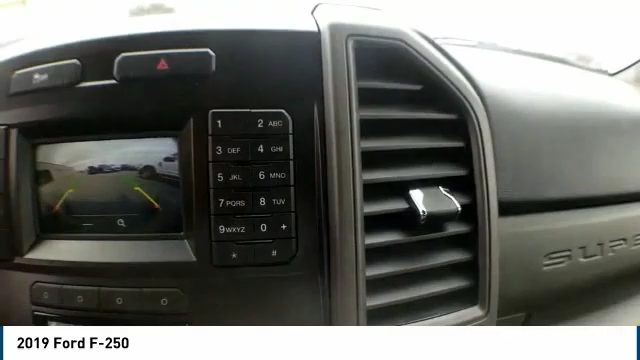 1 2 ABC
3 DEF 4 GHI
5 JKL 6 MNO
7 PQRS 8 TUV
9 WXYZ 0 +
* #
SUPE
2019 Ford F-250